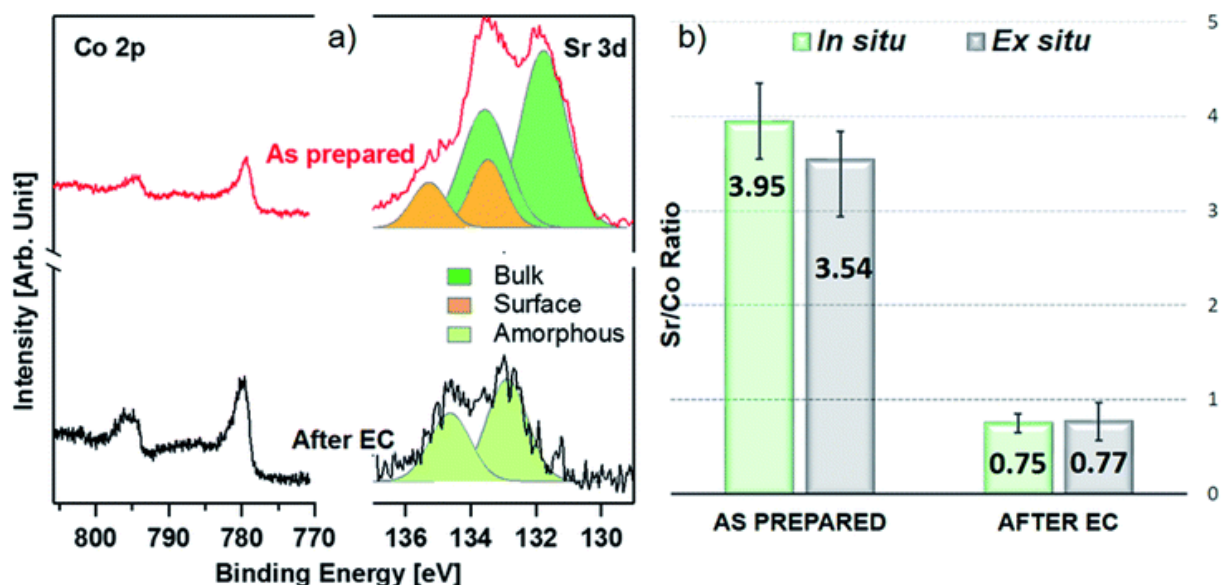 Co 2p
a)
Sr 3d
As prepared
Bulk
Surface
Amorphous
After EC
Intensity [Arb. Unit]
800 790 780 770
136 134 132 130
Binding Energy [eV]
b)
In situ
Ex situ
5
4
3
2
1
0
Sr/Co Ratio
3.95
3.54
0.75
0.77
AS PREPARED
AFTER EC